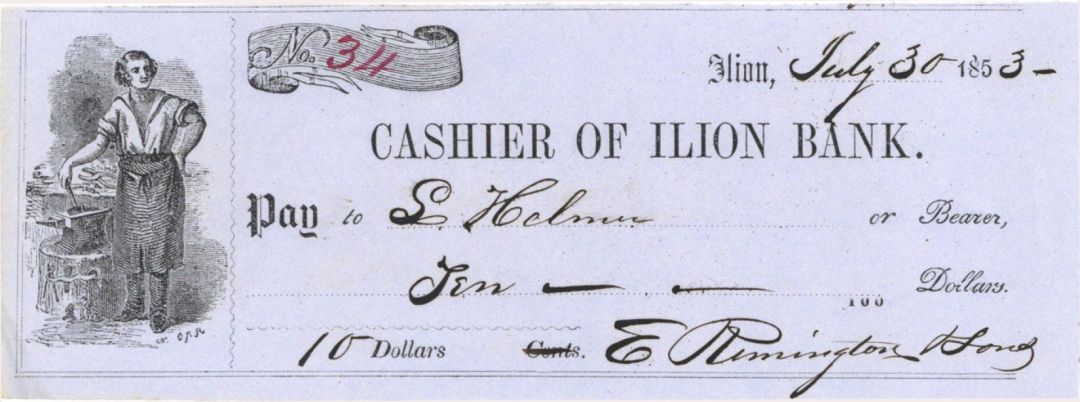 No. 34
Ilion, July 30 1853-
CASHIER OF ILION BANK.
Pay to S. Helmer or Bearer,
Ten — — 100 Dollars.
10 Dollars Cents. E Remington & Sons